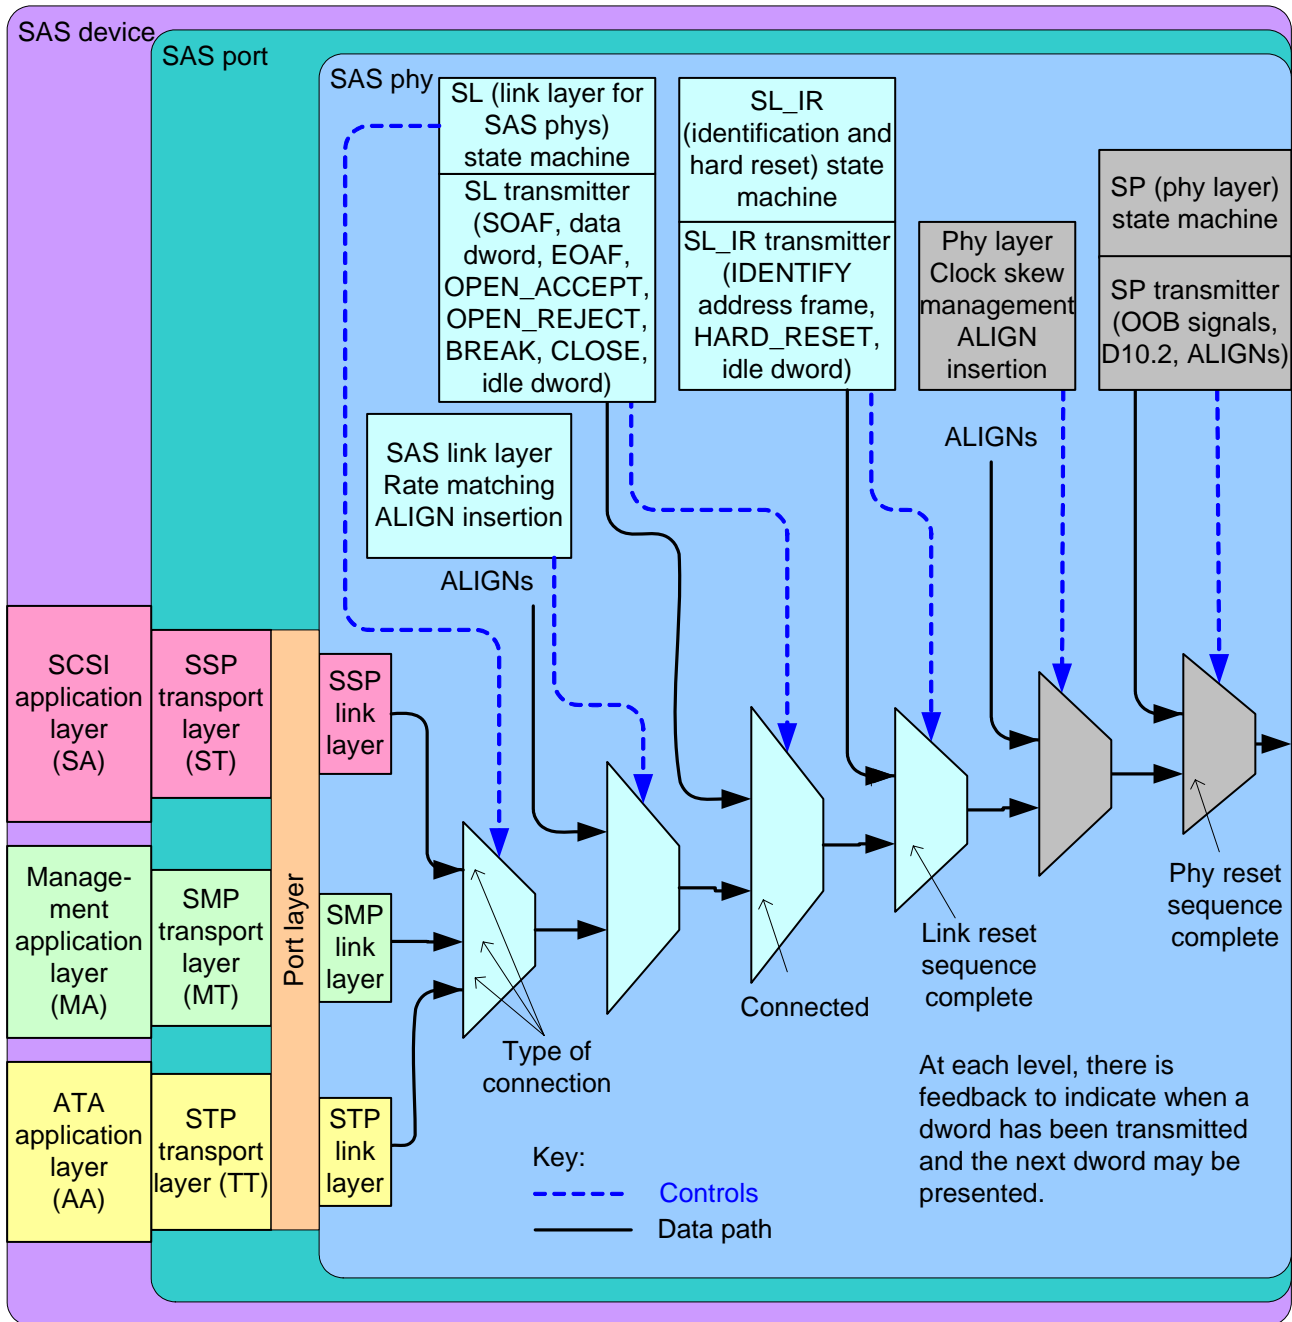 SAS device
SAS port
SAS phy
SL (link layer for
SAS phys)
state machine
SL transmitter
(SOAF, data
dword, EOAF,
OPEN_ACCEPT,
OPEN_REJECT,
BREAK, CLOSE,
idle dword)
SL_IR
(identification and
hard reset) state
machine
SL_IR transmitter
(IDENTIFY
address frame,
HARD_RESET,
idle dword)
Phy layer
Clock skew
management
ALIGN
insertion
SP (phy layer)
state machine
SP transmitter
(OOB signals,
D10.2, ALIGNs)
SAS link layer
Rate matching
ALIGN insertion
ALIGNs
ALIGNs
SCSI
application
layer
(SA)
SSP
transport
layer
(ST)
SSP
link
layer
Manage-
ment
application
layer
(MA)
SMP
transport
layer
(MT)
Port layer
SMP
link
layer
ATA
application
layer
(AA)
STP
transport
layer (TT)
STP
link
layer
Type of
connection
Connected
Link reset
sequence
complete
Phy reset
sequence
complete
At each level, there is
feedback to indicate when a
dword has been transmitted
and the next dword may be
presented.
Key:
Controls
Data path